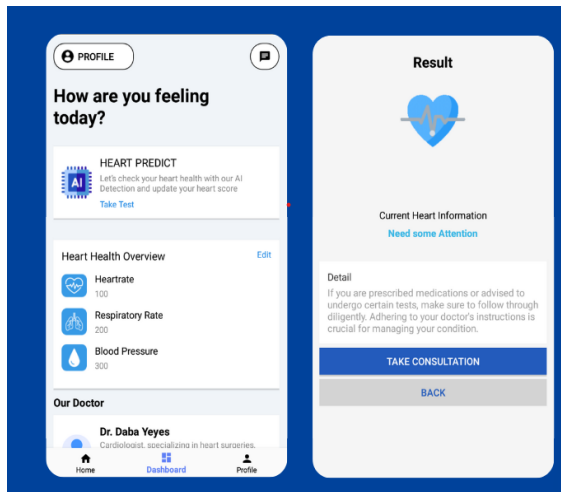 PROFILE
How are you feeling
today?
AI
HEART PREDICT
Let's check your heart health with our AI
Detection and update your heart score
Take Test
Heart Health Overview
Edit
Heartrate
100
Respiratory Rate
200
Blood Pressure
300
Our Doctor
Dr. Daba Yeyes
Cardiologist, specializing in heart surgeries,
Home
Dashboard
Profile
Result
Current Heart Information
Need some Attention
Detail
If you are prescribed medications or advised to
undergo certain tests, make sure to follow through
diligently. Adhering to your doctor's instructions is
crucial for managing your condition.
TAKE CONSULTATION
BACK